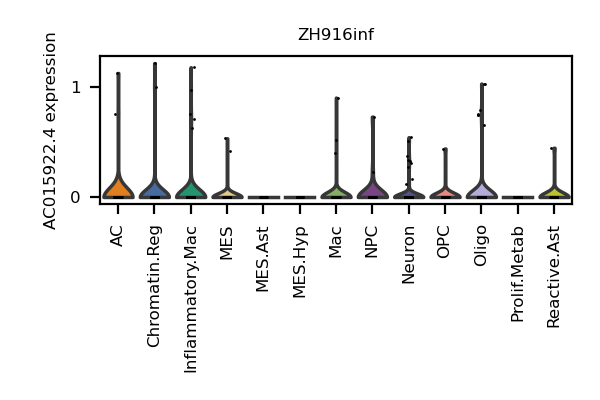 ZH916inf
AC015922.4 expression
1
0
AC
Chromatin.Reg
Inflammatory.Mac
MES
MES.Ast
MES.Hyp
Mac
NPC
Neuron
OPC
Oligo
Prolif.Metab
Reactive.Ast